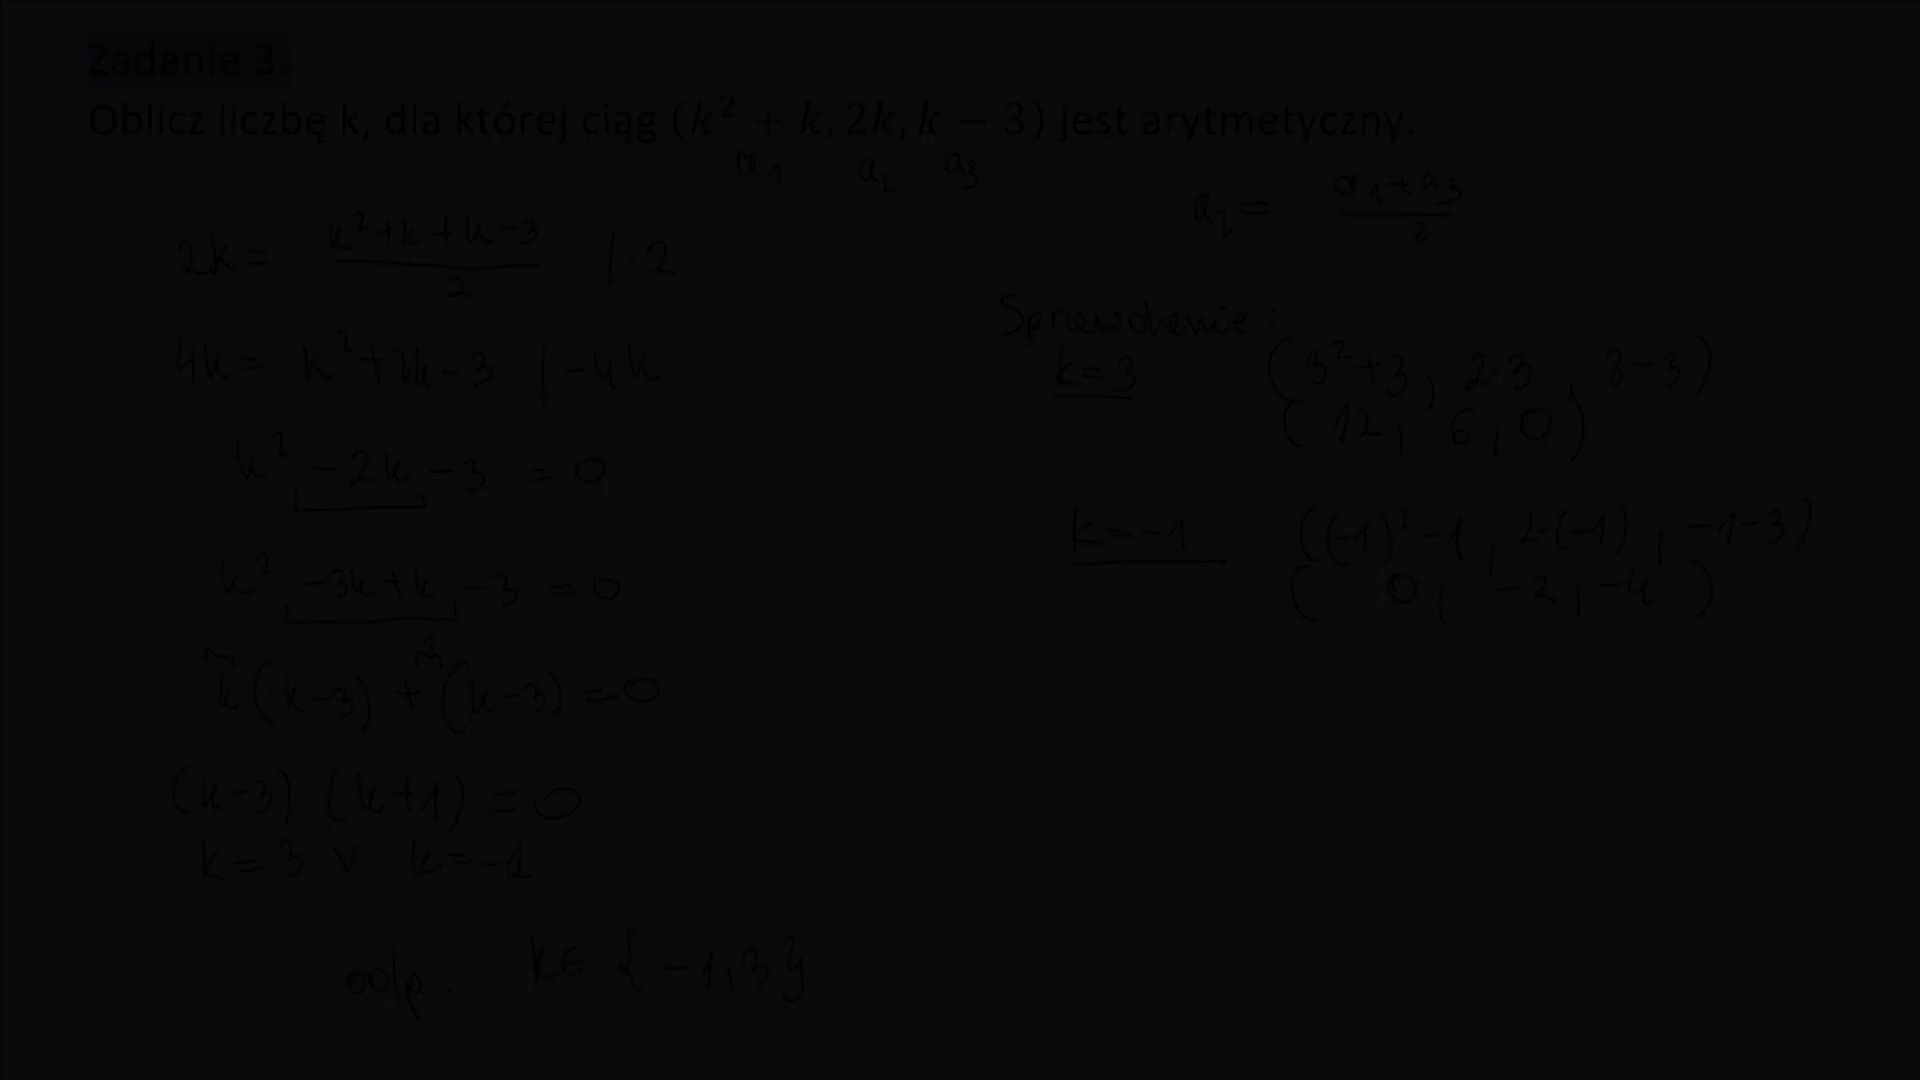 Zadanie 3.
Oblicz liczbę k, dla której ciąg (k² + k, 2k, k − 3) jest arytmetyczny.
a₁ a₂ a₃
a₂ = (a₁ + a₃)/2
2k = (k² + k + k − 3)/2 | · 2
4k = k² + 2k − 3 | −4k
k² − 2k − 3 = 0
k² − 3k + k − 3 = 0
k(k−3) + 1(k−3) = 0
(k−3) (k+1) = 0
k = 3 ∨ k = −1
odp: k ∈ {−1, 3}
Sprawdzenie:
k = 3 (3² + 3, 2·3, 3−3)
(12, 6, 0)
k = −1 ((−1)² − 1, 2·(−1), −1−3)
(0, −2, −4)